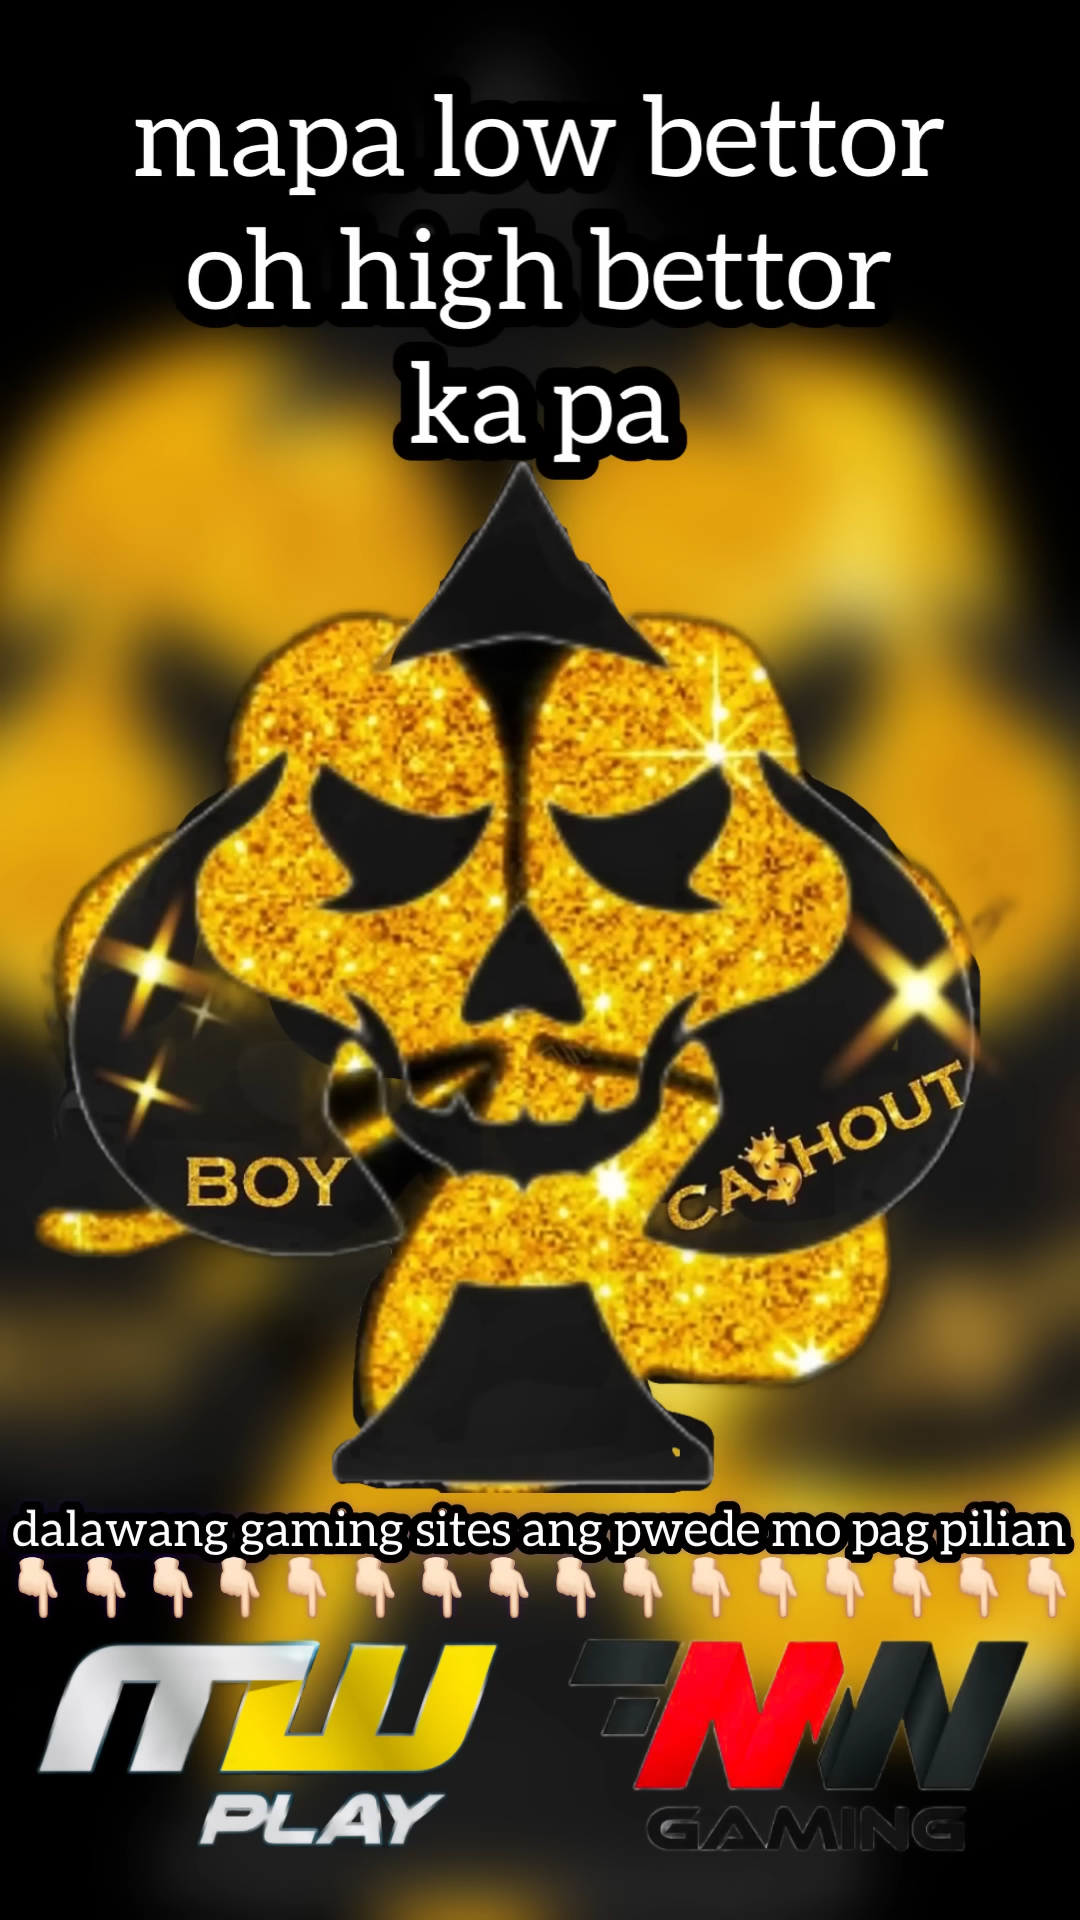 mapa low bettor
oh high bettor
ka pa
BOY
CA$HOUT
dalawang gaming sites ang pwede mo pag pilian
👇🏻👇🏻👇🏻👇🏻👇🏻👇🏻👇🏻👇🏻👇🏻👇🏻👇🏻👇🏻👇🏻👇🏻👇🏻👇🏻
MW
PLAY
GAMING